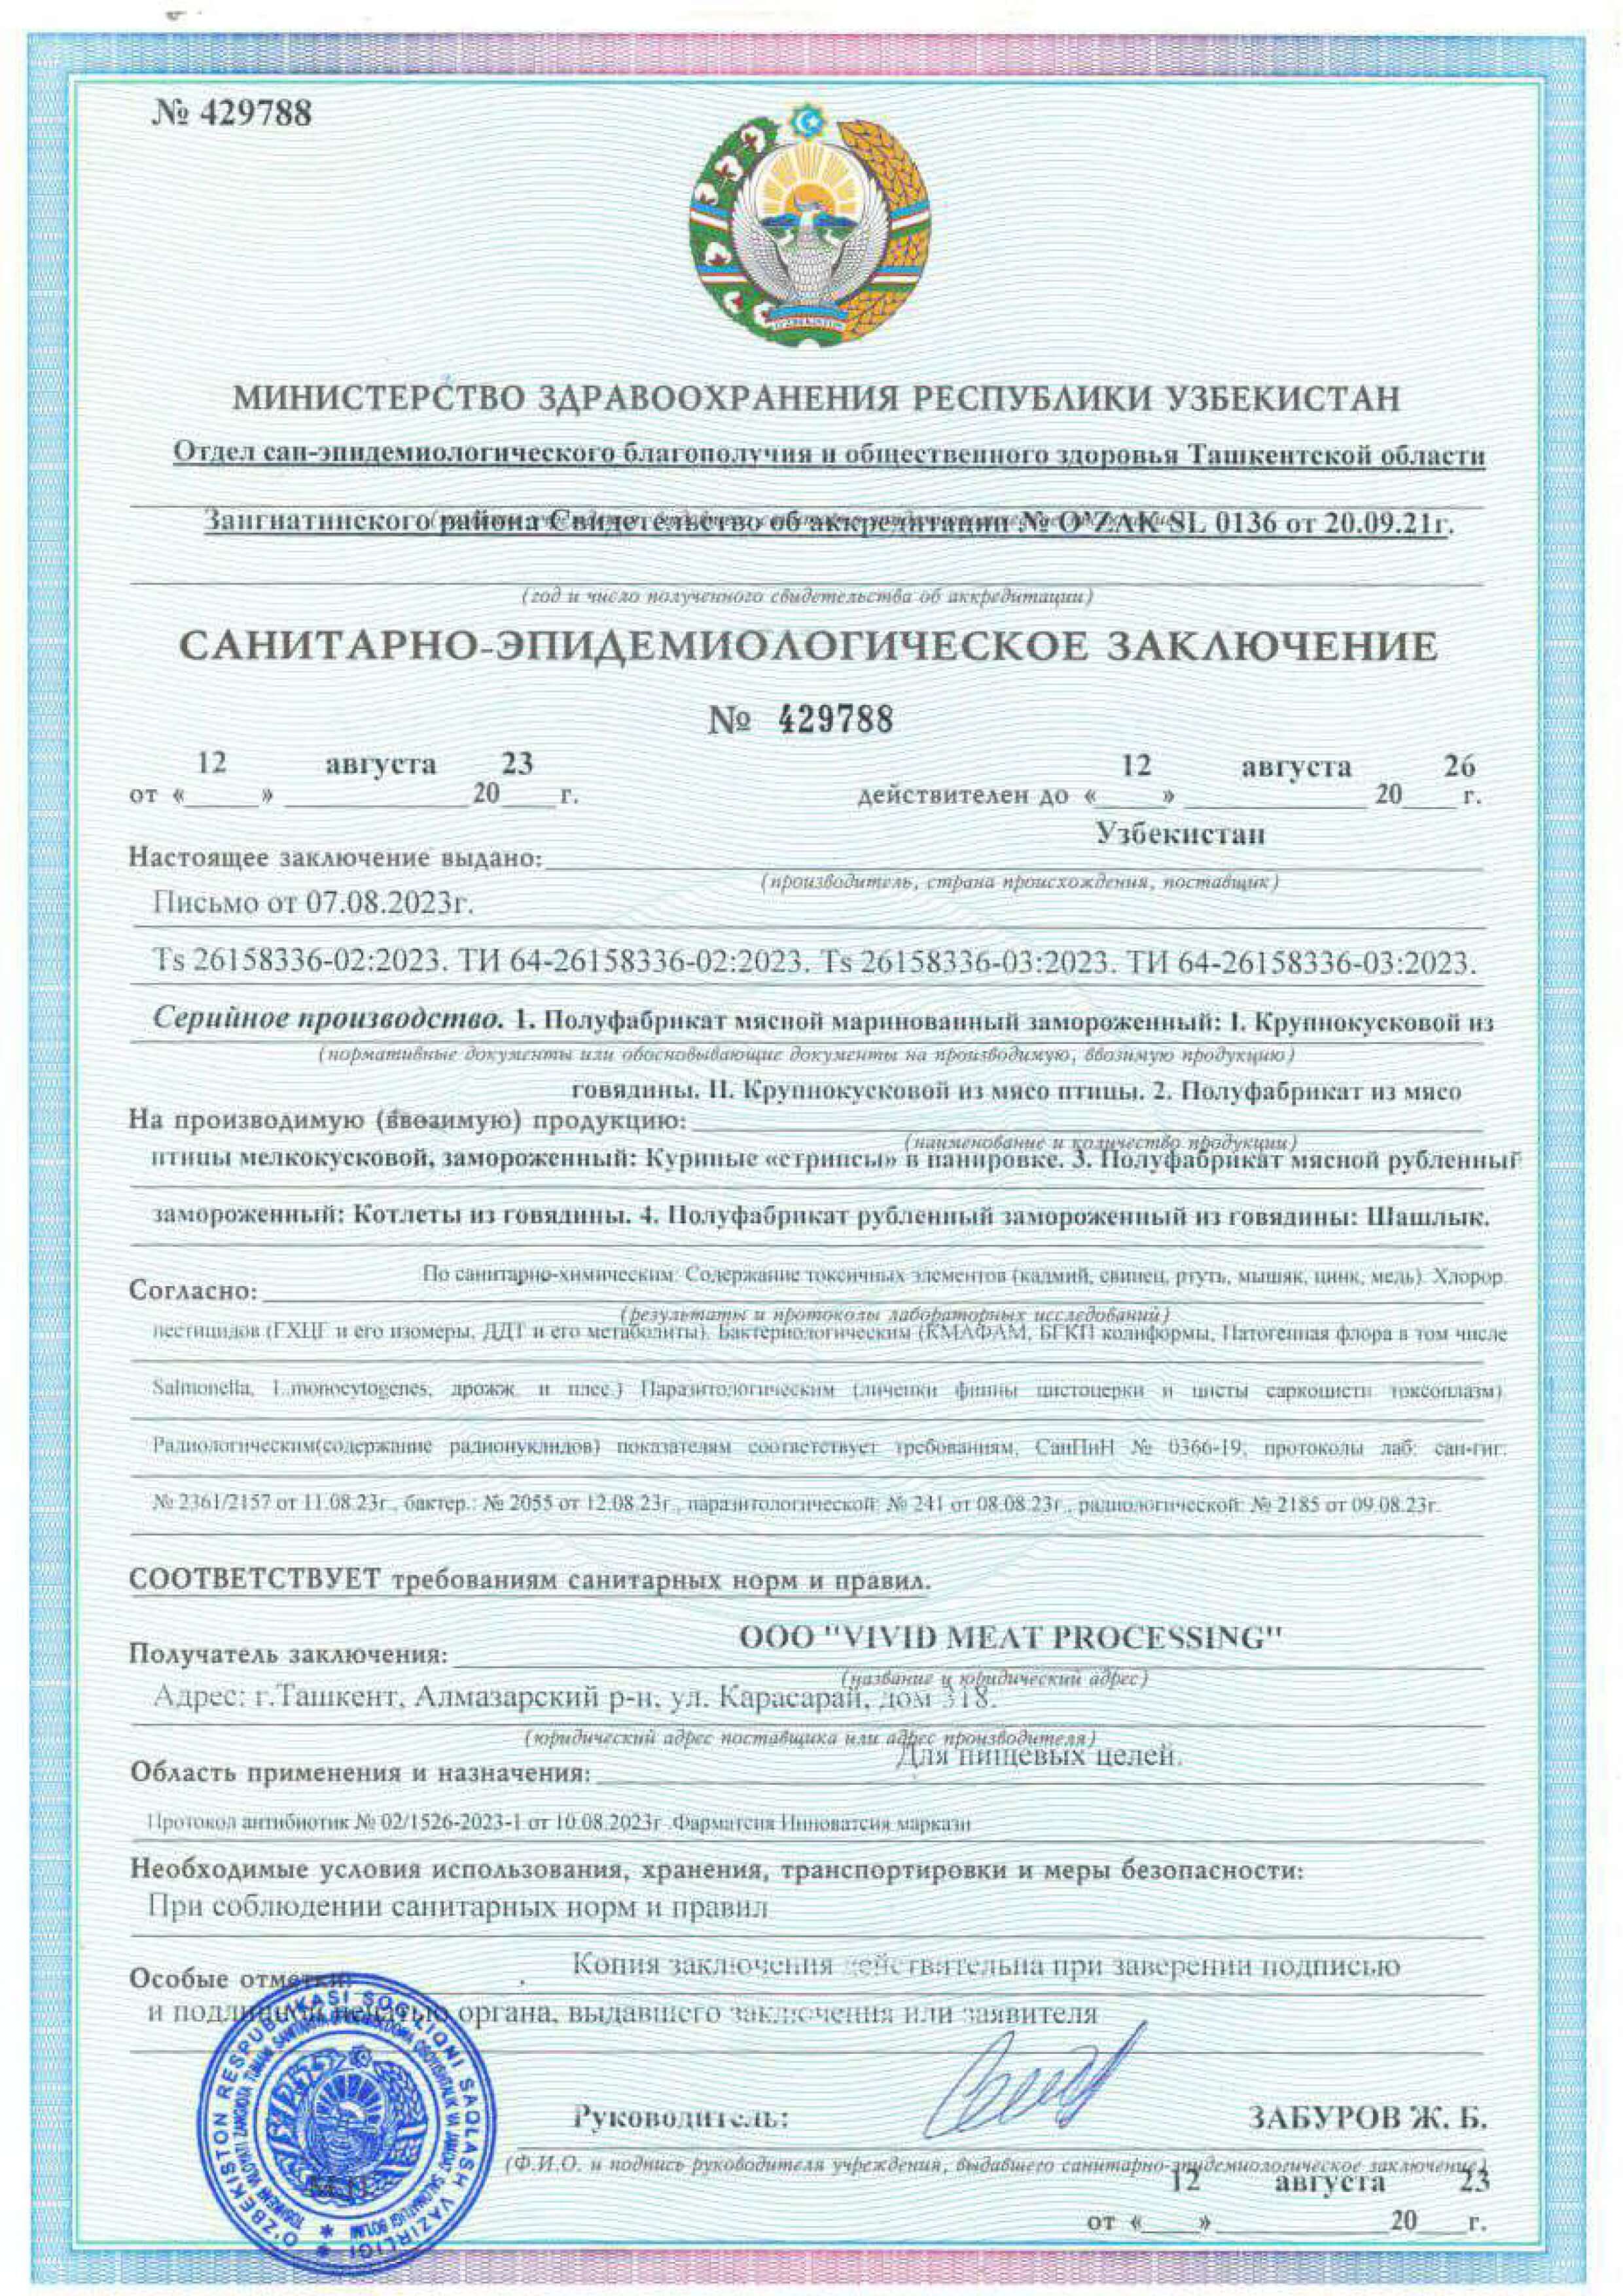 № 429788
O'ZBEKISTON
МИНИСТЕРСТВО ЗДРАВООХРАНЕНИЯ РЕСПУБЛИКИ УЗБЕКИСТАН
Отдел сан-эпидемиологического благополучия и общественного здоровья Ташкентской области
Зангиатинского района Свидетельство об аккредитации № O'ZAK SL 0136 от 20.09.21г.
(год и число полученного свидетельства об аккредитации)
САНИТАРНО-ЭПИДЕМИОЛОГИЧЕСКОЕ ЗАКЛЮЧЕНИЕ
№ 429788
от « 12 » августа 20 23 г. действителен до « 12 » августа 20 26 г.
Узбекистан
Настоящее заключение выдано:
(производитель, страна происхождения, поставщик)
Письмо от 07.08.2023г.
Ts 26158336-02:2023. ТИ 64-26158336-02:2023. Ts 26158336-03:2023. ТИ 64-26158336-03:2023.
Серийное производство. 1. Полуфабрикат мясной маринованный замороженный: I. Крупнокусковой из
(нормативные документы или обосновывающие документы на производимую, ввозимую продукцию)
говядины. II. Крупнокусковой из мясо птицы. 2. Полуфабрикат из мясо
На производимую (ввозимую) продукцию:
(наименование и количество продукции)
птицы мелкокусковой, замороженный: Куриные «стрипсы» в панировке. 3. Полуфабрикат мясной рубленный
замороженный: Котлеты из говядины. 4. Полуфабрикат рубленный замороженный из говядины: Шашлык.
По санитарно-химическим: Содержание токсичных элементов (кадмий, свинец, ртуть, мышяк, цинк, медь). Хлорор.
Согласно:
(результаты и протоколы лабораторных исследований)
пестицидов (ГХЦГ и его изомеры, ДДТ и его метаболиты). Бактериологическим (КМАФАМ, БГКП колиформы, Патогенная флора в том числе
Salmonella, L.monocytogenes, дрожж. и плес.) Паразитологическим (личенки финны цистоцерки и цисты саркоцисти токсоплазм)
Радиологическим(содержание радионуклидов) показателям соответствует требованиям, СанПиН № 0366-19, протоколы лаб: сан-гиг:
№ 2361/2157 от 11.08.23г., бактер.: № 2055 от 12.08.23г., паразитологической: № 241 от 08.08.23г., радиологической: № 2185 от 09.08.23г.
СООТВЕТСТВУЕТ требованиям санитарных норм и правил.
ООО "VIVID MEAT PROCESSING"
Получатель заключения:
(название и юридический адрес)
Адрес: г.Ташкент, Алмазарский р-н, ул. Карасарай, дом 318.
(юридический адрес поставщика или адрес производителя)
Для пищевых целей.
Область применения и назначения:
Протокол антибиотик № 02/1526-2023-1 от 10.08.2023г .Фарматсия Инноватсия маркази
Необходимые условия использования, хранения, транспортировки и меры безопасности:
При соблюдении санитарных норм и правил
Копия заключения действительна при заверении подписью
Особые отметки:
и подлинной печатью органа, выдавшего заключения или заявителя
O'ZBEKISTON RESPUBLIKASI SOG'LIQNI SAQLASH VAZIRLIGI
Руководитель: ЗАБУРОВ Ж. Б.
(Ф.И.О. и подпись руководителя учреждения, выдавшего санитарно-эпидемиологическое заключение)
М.П.
от « 12 » августа 20 23 г.